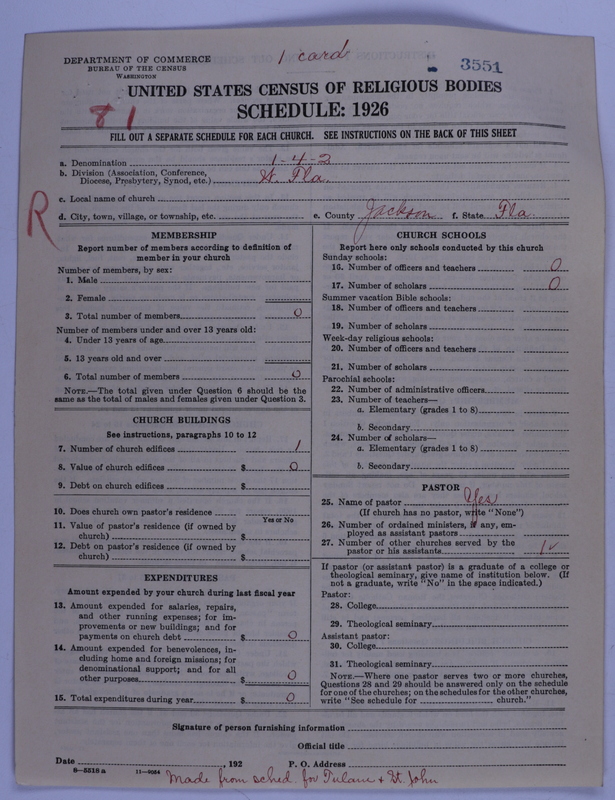 DEPARTMENT OF COMMERCE
BUREAU OF THE CENSUS
WASHINGTON
1 card
3551
UNITED STATES CENSUS OF RELIGIOUS BODIES
81
SCHEDULE: 1926
FILL OUT A SEPARATE SCHEDULE FOR EACH CHURCH. SEE INSTRUCTIONS ON THE BACK OF THIS SHEET
a. Denomination 1-4-2
b. Division (Association, Conference, Diocese, Presbytery, Synod, etc.) W. Fla.
c. Local name of church
R
d. City, town, village, or township, etc. e. County Jackson f. State Fla.
MEMBERSHIP
Report number of members according to definition of
member in your church
Number of members, by sex:
1. Male
2. Female
3. Total number of members 0
Number of members under and over 13 years old:
4. Under 13 years of age
5. 13 years old and over
6. Total number of members 0
NOTE.—The total given under Question 6 should be the
same as the total of males and females given under Question 3.
CHURCH BUILDINGS
See instructions, paragraphs 10 to 12
7. Number of church edifices 1
8. Value of church edifices $ 0
9. Debt on church edifices $
10. Does church own pastor's residence
Yes or No
11. Value of pastor's residence (if owned by
church) $
12. Debt on pastor's residence (if owned by
church) $
EXPENDITURES
Amount expended by your church during last fiscal year
13. Amount expended for salaries, repairs,
and other running expenses; for im-
provements or new buildings; and for
payments on church debt $ 0
14. Amount expended for benevolences, in-
cluding home and foreign missions; for
denominational support; and for all
other purposes $ 0
15. Total expenditures during year $ 0
CHURCH SCHOOLS
Report here only schools conducted by this church
Sunday schools:
16. Number of officers and teachers 0
17. Number of scholars 0
Summer vacation Bible schools:
18. Number of officers and teachers
19. Number of scholars
Week-day religious schools:
20. Number of officers and teachers
21. Number of scholars
Parochial schools:
22. Number of administrative officers
23. Number of teachers—
a. Elementary (grades 1 to 8)
b. Secondary
24. Number of scholars—
a. Elementary (grades 1 to 8)
b. Secondary
PASTOR
25. Name of pastor Yes
(If church has no pastor, write "None")
26. Number of ordained ministers, if any, em-
ployed as assistant pastors
27. Number of other churches served by the
pastor or his assistants 1
If pastor (or assistant pastor) is a graduate of a college or
theological seminary, give name of institution below. (If
not a graduate, write "No" in the space indicated.)
Pastor:
28. College
29. Theological seminary
Assistant pastor:
30. College
31. Theological seminary
NOTE.—Where one pastor serves two or more churches,
Questions 28 and 29 should be answered only on the schedule
for one of the churches; on the schedules for the other churches,
write "See schedule for church."
Signature of person furnishing information
Official title
Date , 192 P. O. Address
8-5518a 11-9064
Made from sched. for Tulane & St. John